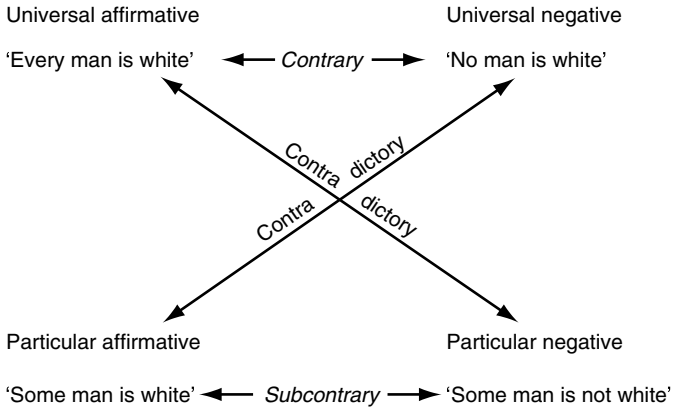 Universal affirmative Universal negative
‘Every man is white’ Contrary ‘No man is white’
Contra dictory
Contra dictory
Particular affirmative Particular negative
‘Some man is white’ Subcontrary ‘Some man is not white’